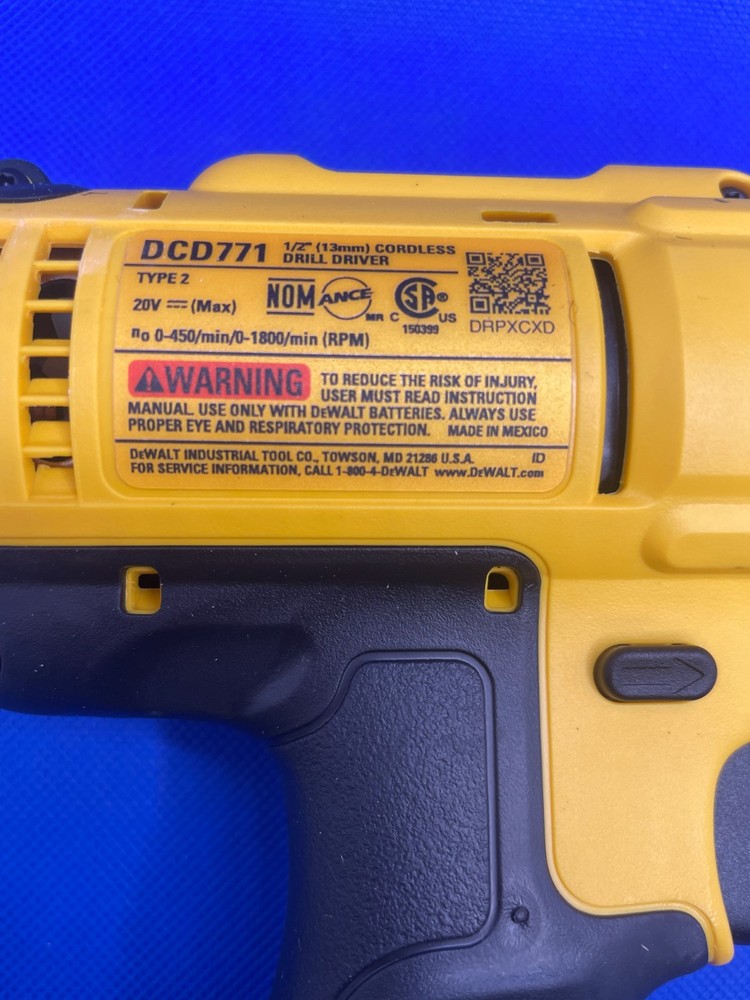 DCD771 1/2" (13mm) CORDLESS
DRILL DRIVER
TYPE 2
20V ⎓ (Max)
NOM ANCE MR C SA® US
150399
DRPXCXD
n0 0-450/min/0-1800/min (RPM)
⚠WARNING TO REDUCE THE RISK OF INJURY,
USER MUST READ INSTRUCTION
MANUAL. USE ONLY WITH DEWALT BATTERIES. ALWAYS USE
PROPER EYE AND RESPIRATORY PROTECTION. MADE IN MEXICO
DEWALT INDUSTRIAL TOOL CO., TOWSON, MD 21286 U.S.A. ID
FOR SERVICE INFORMATION, CALL 1-800-4-DEWALT www.DEWALT.com